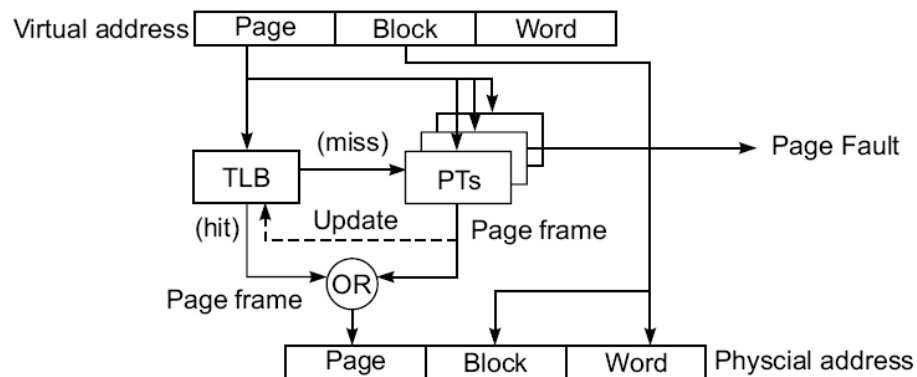 Virtual address Page Block Word
(miss)
Page Fault
TLB
PTs
(hit)
Update
Page frame
OR
Page frame
Page Block Word Physcial address